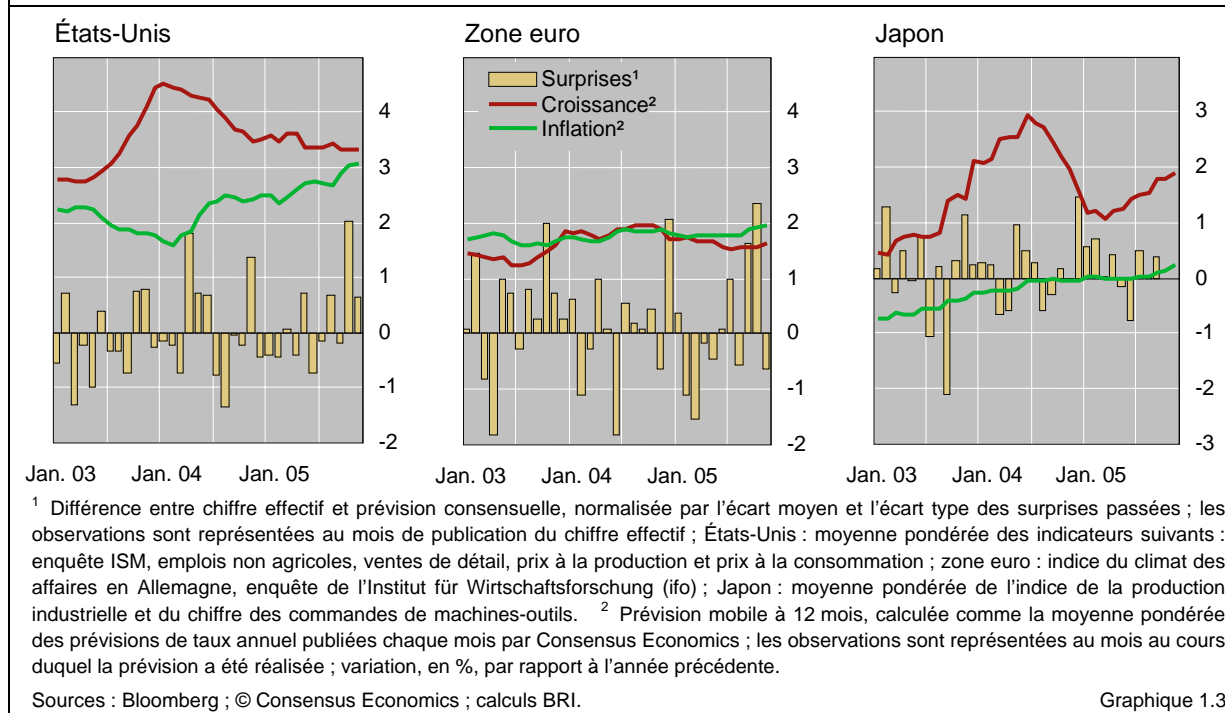 États-Unis
Zone euro
Japon
Surprises¹
Croissance²
Inflation²
4
3
2
1
0
-1
-2
4
3
2
1
0
-1
-2
3
2
1
0
-1
-2
-3
Jan. 03 Jan. 04 Jan. 05
Jan. 03 Jan. 04 Jan. 05
Jan. 03 Jan. 04 Jan. 05
¹ Différence entre chiffre effectif et prévision consensuelle, normalisée par l'écart moyen et l'écart type des surprises passées ; les
observations sont représentées au mois de publication du chiffre effectif ; États-Unis : moyenne pondérée des indicateurs suivants :
enquête ISM, emplois non agricoles, ventes de détail, prix à la production et prix à la consommation ; zone euro : indice du climat des
affaires en Allemagne, enquête de l'Institut für Wirtschaftsforschung (ifo) ; Japon : moyenne pondérée de l'indice de la production
industrielle et du chiffre des commandes de machines-outils. ² Prévision mobile à 12 mois, calculée comme la moyenne pondérée
des prévisions de taux annuel publiées chaque mois par Consensus Economics ; les observations sont représentées au mois au cours
duquel la prévision a été réalisée ; variation, en %, par rapport à l'année précédente.
Sources : Bloomberg ; © Consensus Economics ; calculs BRI.
Graphique 1.3